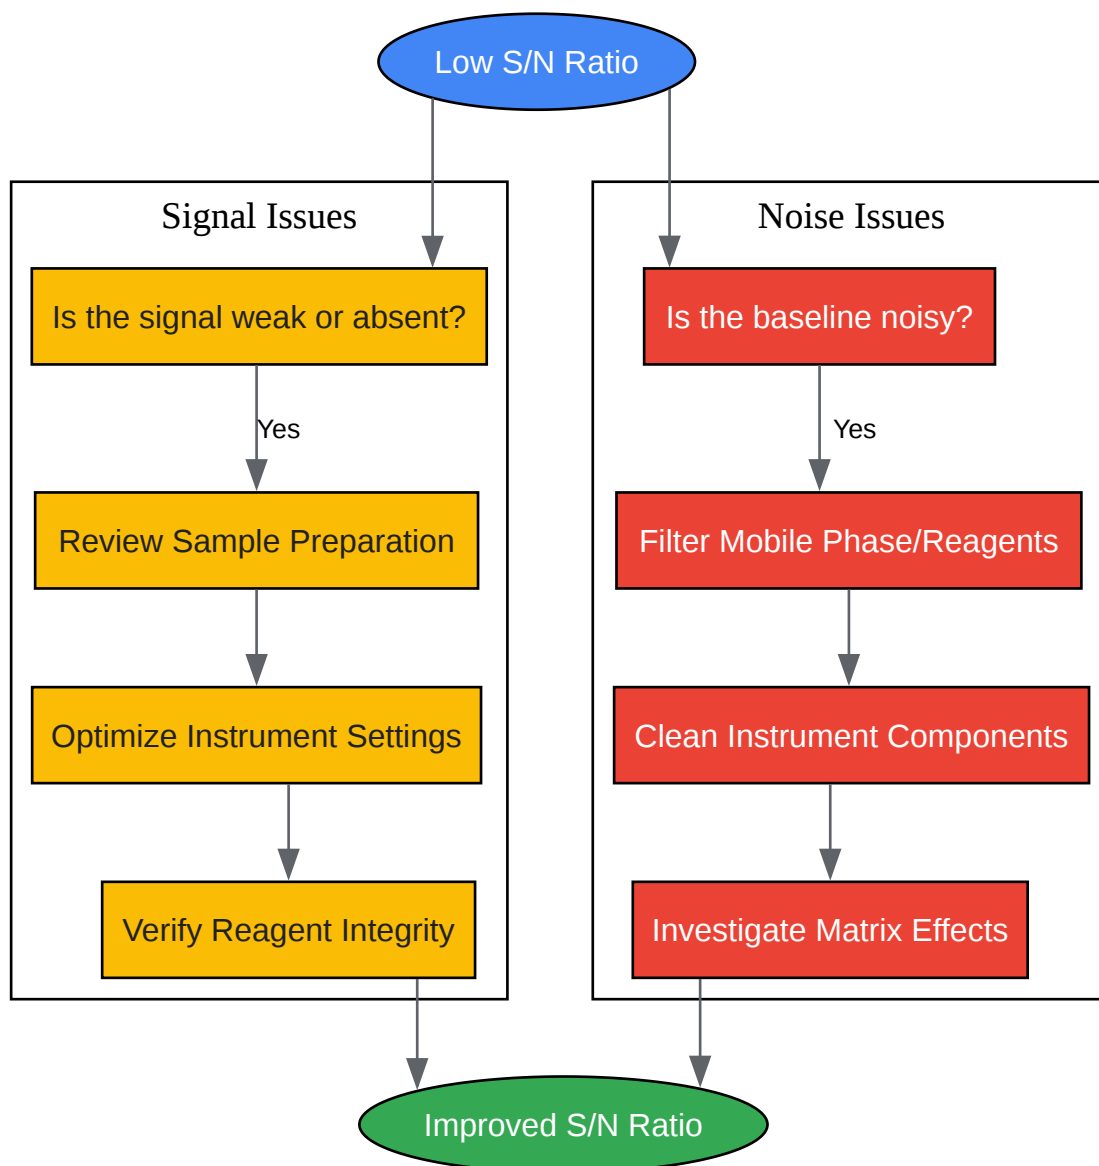 Low S/N Ratio
Signal Issues
Is the signal weak or absent?
Yes
Review Sample Preparation
Optimize Instrument Settings
Verify Reagent Integrity
Noise Issues
Is the baseline noisy?
Yes
Filter Mobile Phase/Reagents
Clean Instrument Components
Investigate Matrix Effects
Improved S/N Ratio